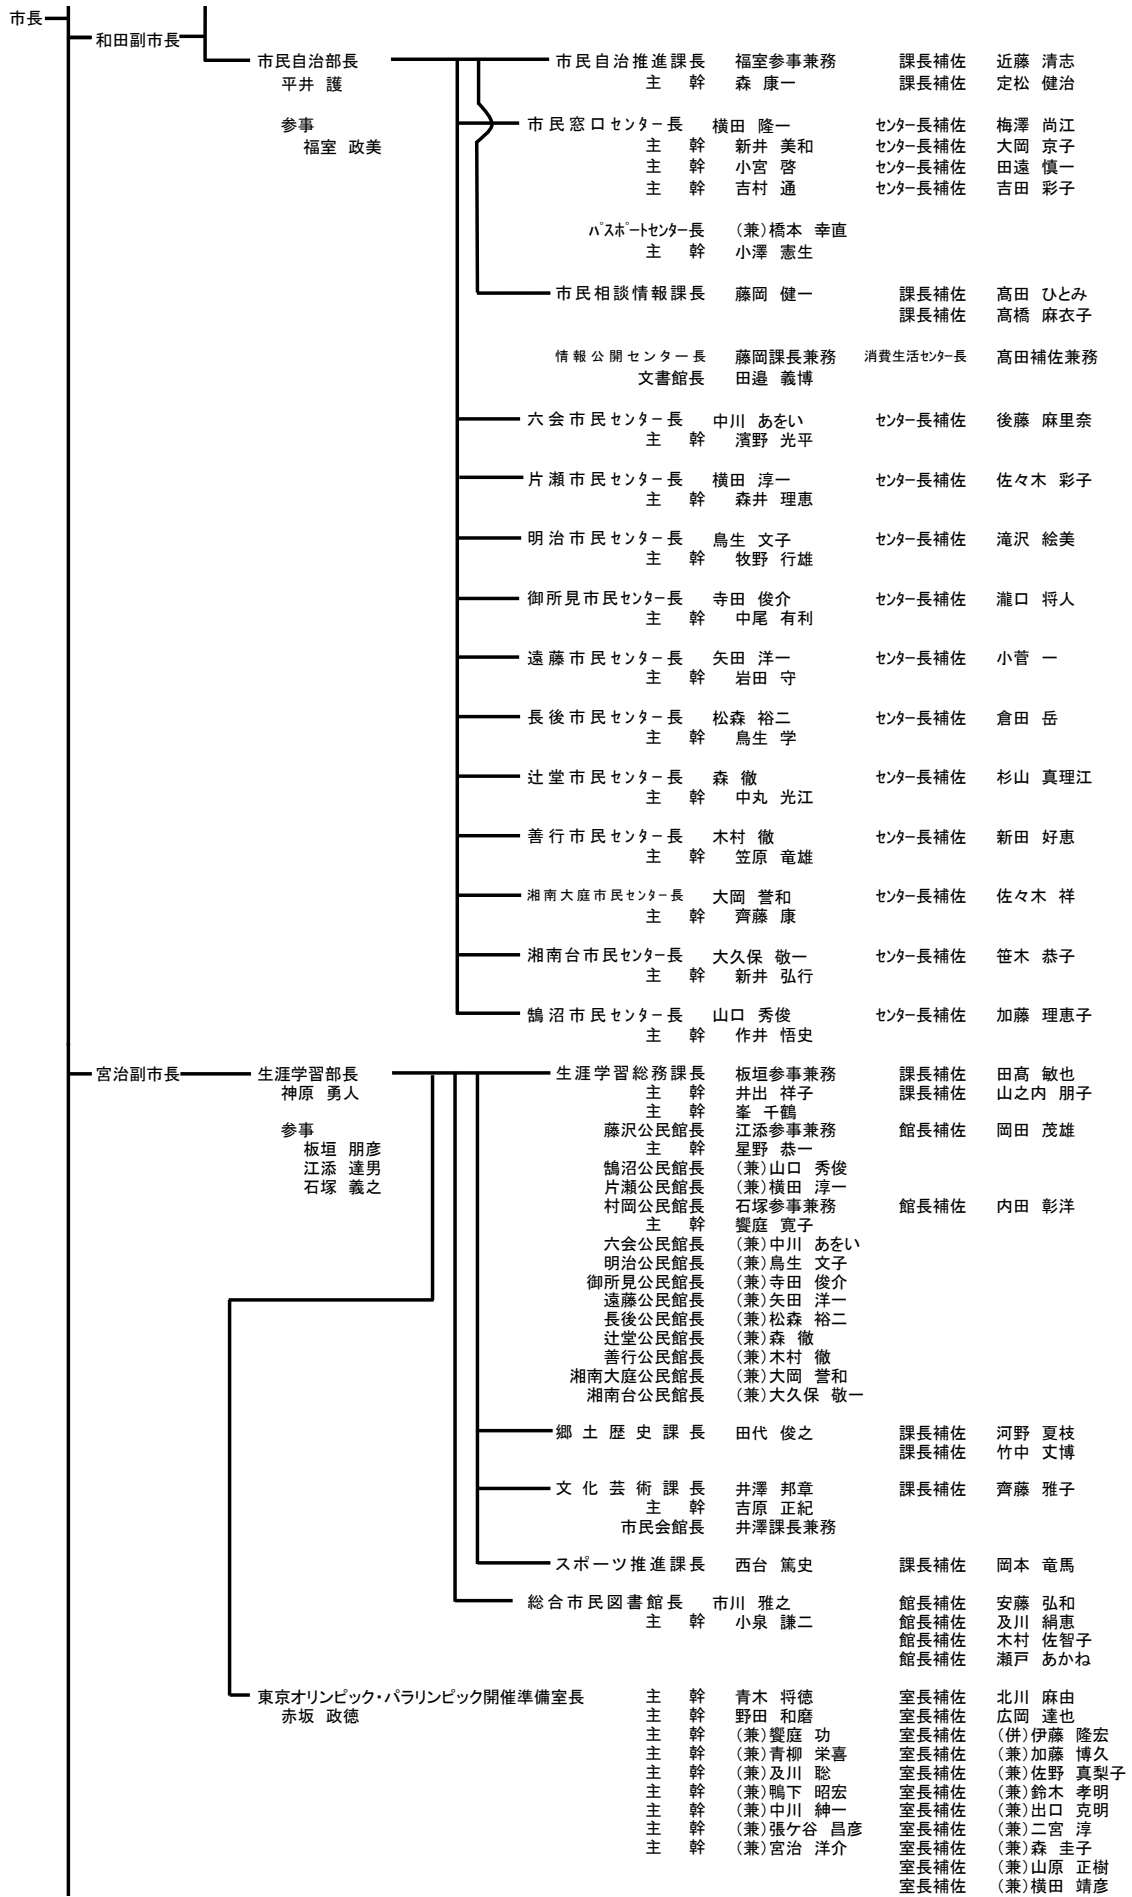 市長
和田副市長
市民自治部長 市民自治推進課長 福室参事兼務 課長補佐 近藤 清志
平井 護 主 幹 森 康一 課長補佐 定松 健治
参事 市民窓口センター長 横田 隆一 センター長補佐 梅澤 尚江
福室 政美 主 幹 新井 美和 センター長補佐 大岡 京子
主 幹 小宮 啓 センター長補佐 田遠 慎一
主 幹 吉村 通 センター長補佐 吉田 彩子
パスポートセンター長 (兼)橋本 幸直
主 幹 小澤 憲生
市民相談情報課長 藤岡 健一 課長補佐 髙田 ひとみ
課長補佐 髙橋 麻衣子
情報公開センター長 藤岡課長兼務 消費生活センター長 髙田補佐兼務
文書館長 田邉 義博
六会市民センター長 中川 あをい センター長補佐 後藤 麻里奈
主 幹 濱野 光平
片瀬市民センター長 横田 淳一 センター長補佐 佐々木 彩子
主 幹 森井 理恵
明治市民センター長 鳥生 文子 センター長補佐 滝沢 絵美
主 幹 牧野 行雄
御所見市民センター長 寺田 俊介 センター長補佐 瀧口 将人
主 幹 中尾 有利
遠藤市民センター長 矢田 洋一 センター長補佐 小菅 一
主 幹 岩田 守
長後市民センター長 松森 裕二 センター長補佐 倉田 岳
主 幹 鳥生 学
辻堂市民センター長 森 徹 センター長補佐 杉山 真理江
主 幹 中丸 光江
善行市民センター長 木村 徹 センター長補佐 新田 好恵
主 幹 笠原 竜雄
湘南大庭市民センター長 大岡 誉和 センター長補佐 佐々木 祥
主 幹 齊藤 康
湘南台市民センター長 大久保 敬一 センター長補佐 笹木 恭子
主 幹 新井 弘行
鵠沼市民センター長 山口 秀俊 センター長補佐 加藤 理恵子
主 幹 作井 悟史
宮治副市長 生涯学習部長 生涯学習総務課長 板垣参事兼務 課長補佐 田髙 敏也
神原 勇人 主 幹 井出 祥子 課長補佐 山之内 朋子
主 幹 峯 千鶴
参事 藤沢公民館長 江添参事兼務 館長補佐 岡田 茂雄
板垣 朋彦 主 幹 星野 恭一
江添 達男 鵠沼公民館長 (兼)山口 秀俊
石塚 義之 片瀬公民館長 (兼)横田 淳一
村岡公民館長 石塚参事兼務 館長補佐 内田 彰洋
主 幹 饗庭 寛子
六会公民館長 (兼)中川 あをい
明治公民館長 (兼)鳥生 文子
御所見公民館長 (兼)寺田 俊介
遠藤公民館長 (兼)矢田 洋一
長後公民館長 (兼)松森 裕二
辻堂公民館長 (兼)森 徹
善行公民館長 (兼)木村 徹
湘南大庭公民館長 (兼)大岡 誉和
湘南台公民館長 (兼)大久保 敬一
郷土歴史課長 田代 俊之 課長補佐 河野 夏枝
課長補佐 竹中 丈博
文化芸術課長 井澤 邦章 課長補佐 齊藤 雅子
主 幹 吉原 正紀
市民会館長 井澤課長兼務
スポーツ推進課長 西台 篤史 課長補佐 岡本 竜馬
総合市民図書館長 市川 雅之 館長補佐 安藤 弘和
主 幹 小泉 謙二 館長補佐 及川 絹恵
館長補佐 木村 佐智子
館長補佐 瀬戸 あかね
東京オリンピック・パラリンピック開催準備室長 主 幹 青木 将徳 室長補佐 北川 麻由
赤坂 政徳 主 幹 野田 和磨 室長補佐 広岡 達也
主 幹 (兼)饗庭 功 室長補佐 (併)伊藤 隆宏
主 幹 (兼)青柳 栄喜 室長補佐 (兼)加藤 博久
主 幹 (兼)及川 聡 室長補佐 (兼)佐野 真梨子
主 幹 (兼)鴨下 昭宏 室長補佐 (兼)鈴木 孝明
主 幹 (兼)中川 紳一 室長補佐 (兼)出口 克明
主 幹 (兼)張ケ谷 昌彦 室長補佐 (兼)二宮 淳
主 幹 (兼)宮治 洋介 室長補佐 (兼)森 圭子
室長補佐 (兼)山原 正樹
室長補佐 (兼)横田 靖彦